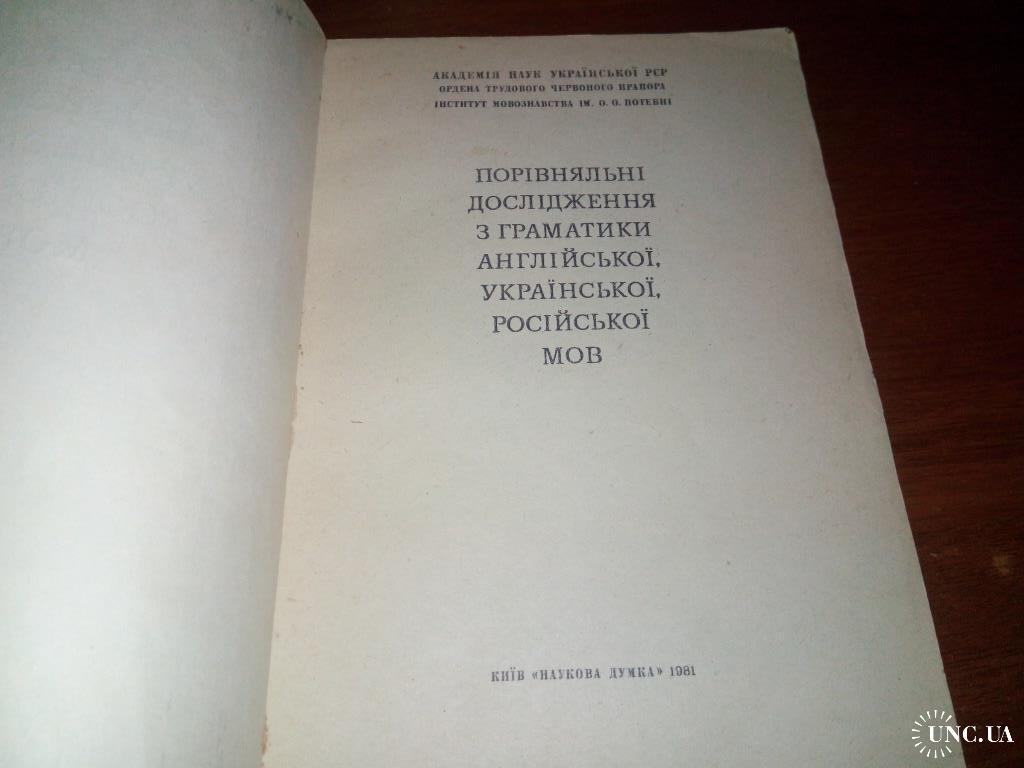 АКАДЕМІЯ НАУК УКРАЇНСЬКОЇ РСР
ОРДЕНА ТРУДОВОГО ЧЕРВОНОГО ПРАПОРА
ІНСТИТУТ МОВОЗНАВСТВА ІМ. О. О. ПОТЕБНІ
ПОРІВНЯЛЬНІ
ДОСЛІДЖЕННЯ
З ГРАМАТИКИ
АНГЛІЙСЬКОЇ,
УКРАЇНСЬКОЇ,
РОСІЙСЬКОЇ
МОВ
КИЇВ «НАУКОВА ДУМКА» 1981
UNC.UA